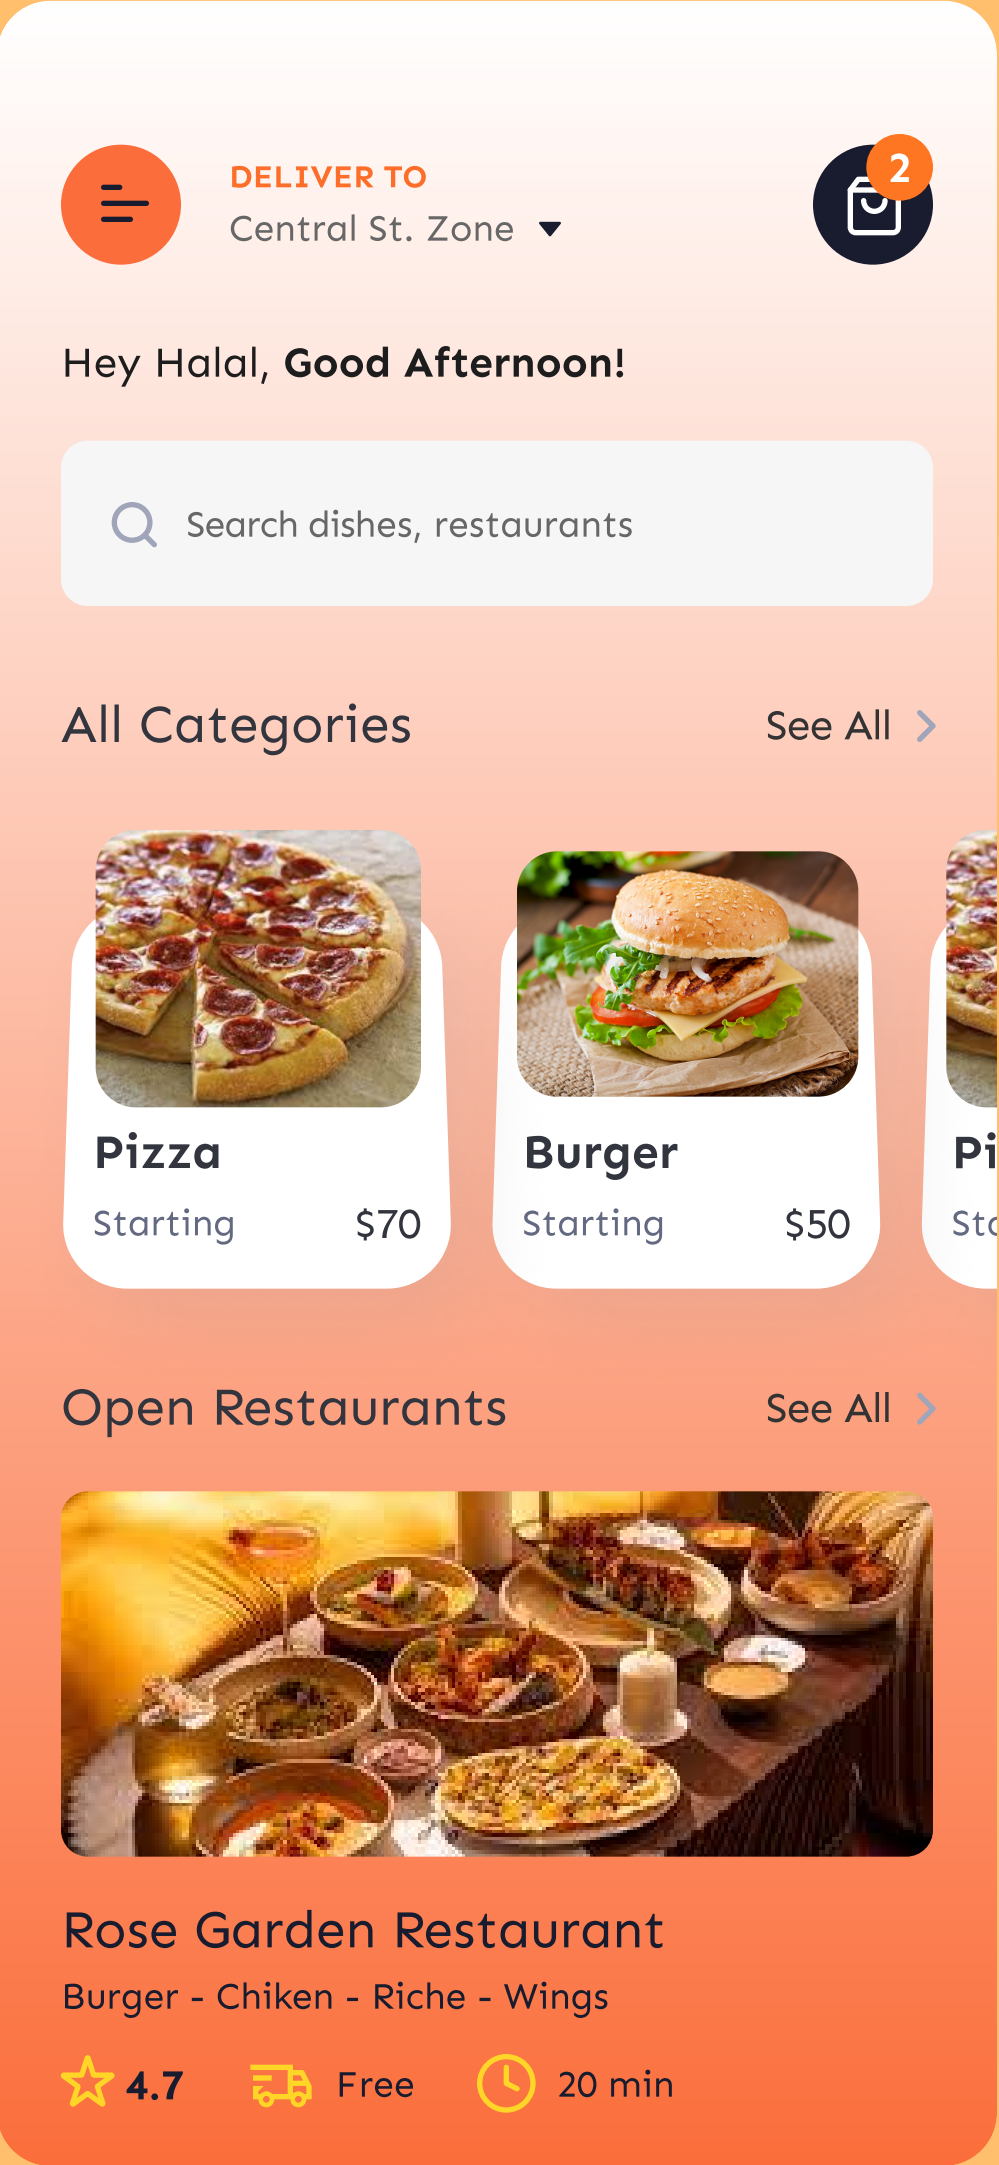 DELIVER TO
Central St. Zone
2
Hey Halal, Good Afternoon!
Search dishes, restaurants
All Categories
See All
Pizza
Starting $70
Burger
Starting $50
Pi
Sta
Open Restaurants
See All
Rose Garden Restaurant
Burger - Chiken - Riche - Wings
4.7 Free 20 min